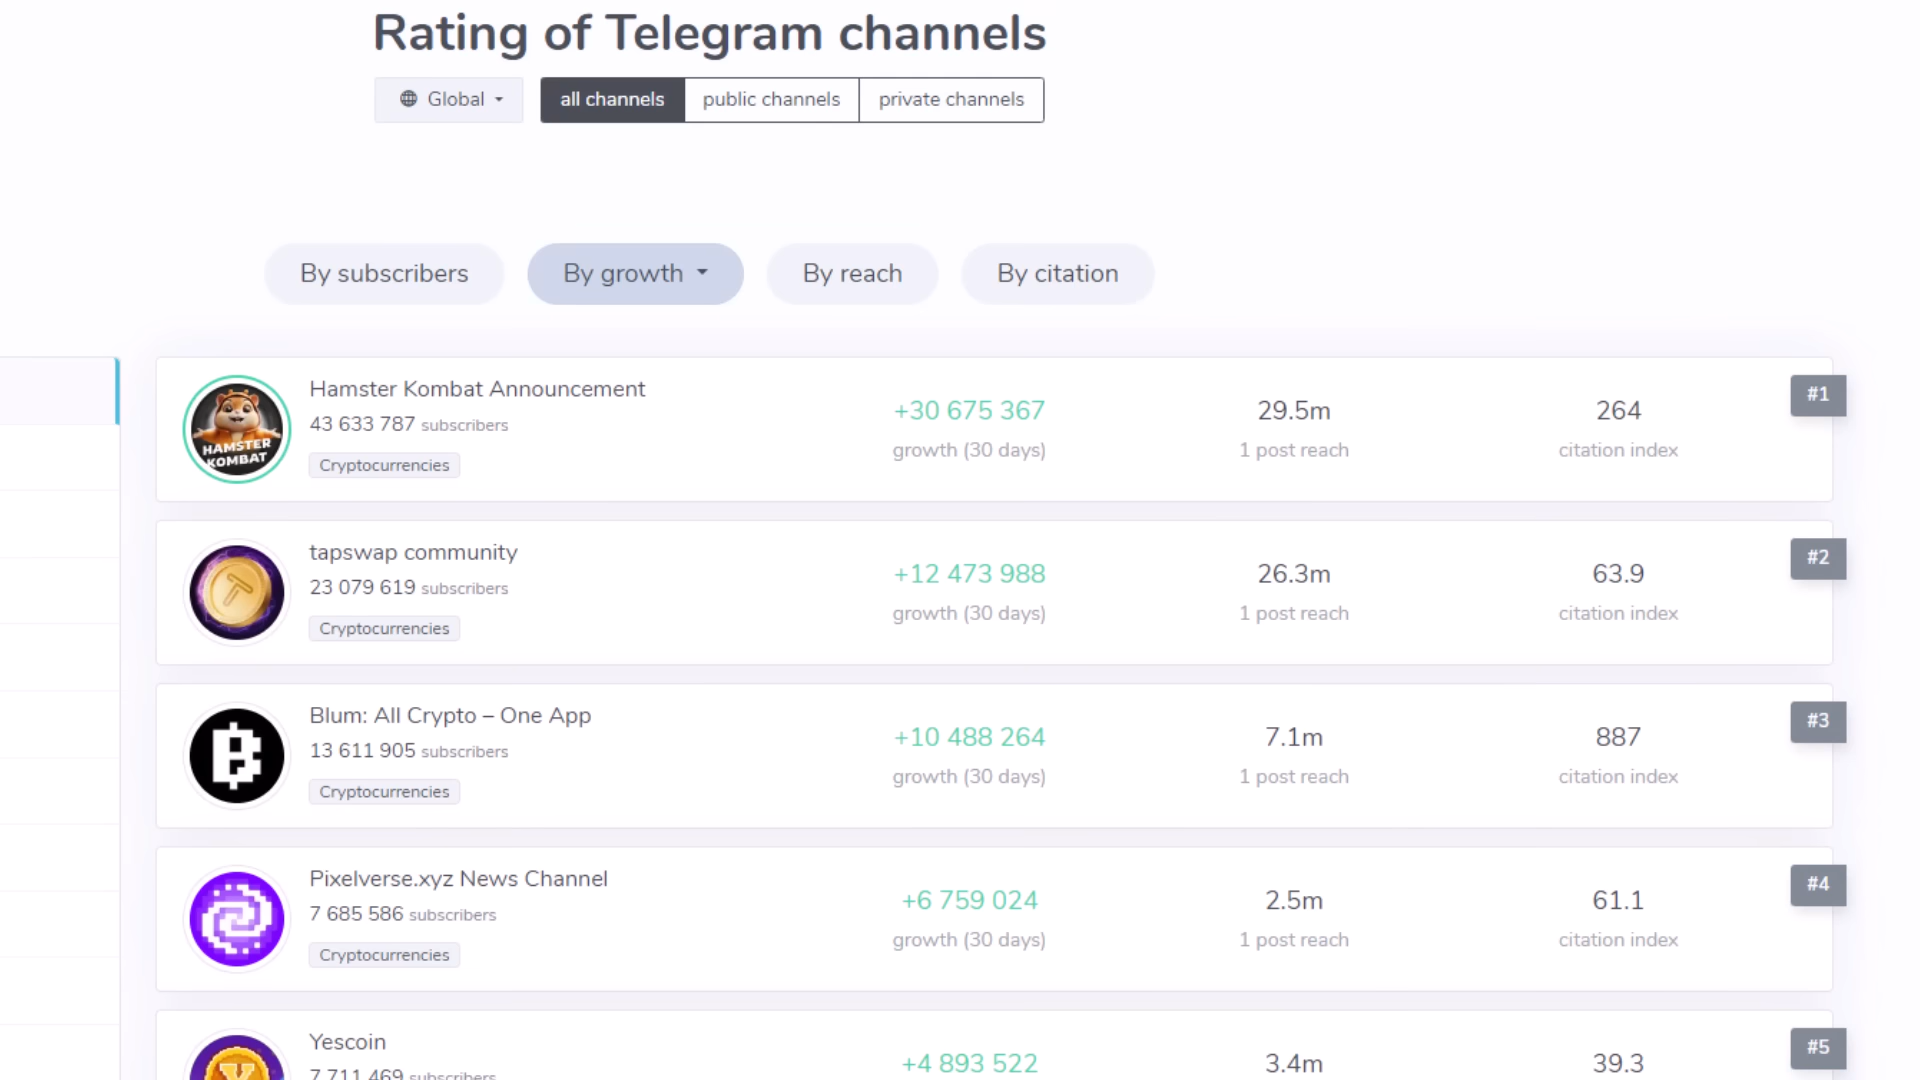 Rating of Telegram channels
Global
all channels
public channels
private channels
By subscribers
By growth
By reach
By citation
Hamster Kombat Announcement
43 633 787 subscribers
Cryptocurrencies
HAMSTER
KOMBAT
+30 675 367
growth (30 days)
29.5m
1 post reach
264
citation index
#1
tapswap community
23 079 619 subscribers
Cryptocurrencies
+12 473 988
growth (30 days)
26.3m
1 post reach
63.9
citation index
#2
Blum: All Crypto – One App
13 611 905 subscribers
Cryptocurrencies
+10 488 264
growth (30 days)
7.1m
1 post reach
887
citation index
#3
Pixelverse.xyz News Channel
7 685 586 subscribers
Cryptocurrencies
+6 759 024
growth (30 days)
2.5m
1 post reach
61.1
citation index
#4
Yescoin
7 711 469 subscribers
+4 893 522
3.4m
39.3
#5